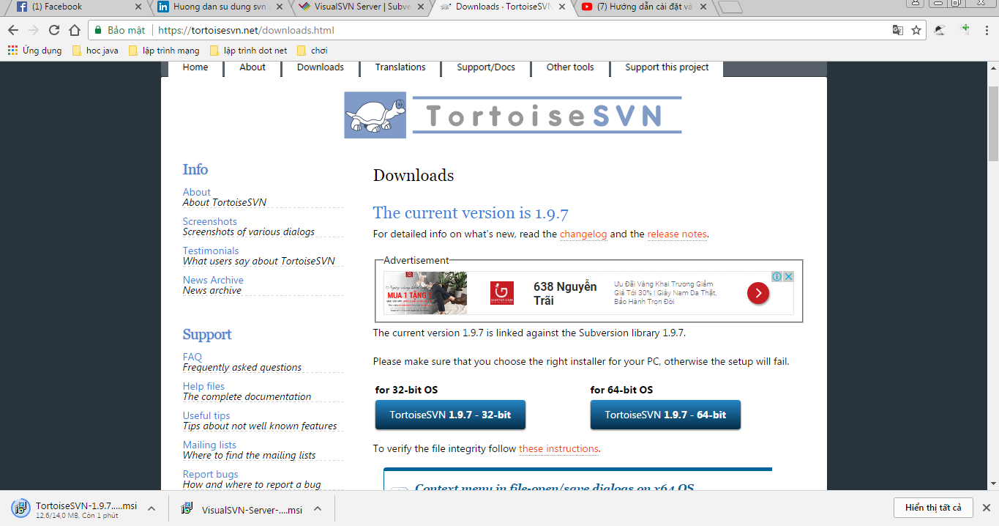 (1) Facebook
Huong dan su dung svn
VisualSVN Server | Subve
Downloads · TortoiseSVN
(7) Hướng dẫn cài đặt và
Bảo mật
https://tortoisesvn.net/downloads.html
Ứng dụng
hoc java
lập trình mạng
lập trình dot net
chơi
Home
About
Downloads
Translations
Support/Docs
Other tools
Support this project
TortoiseSVN
Info
About
About TortoiseSVN
Screenshots
Screenshots of various dialogs
Testimonials
What users say about TortoiseSVN
News Archive
News archive
Support
FAQ
Frequently asked questions
Help files
The complete documentation
Useful tips
Tips about not well known features
Mailing lists
Where to find the mailing lists
Report bugs
How and where to report a bug
Downloads
The current version is 1.9.7
For detailed info on what's new, read the changelog and the release notes.
Advertisement
MUA 1 TẶNG 1
638 Nguyễn
Trãi
Ưu Đãi Vàng Khai Trương Giảm
Giá Tới 30% | Giày Nam Da Thật,
Bảo Hành Trọn Đời
The current version 1.9.7 is linked against the Subversion library 1.9.7.
Please make sure that you choose the right installer for your PC, otherwise the setup will fail.
for 32-bit OS
for 64-bit OS
TortoiseSVN 1.9.7 - 32-bit
TortoiseSVN 1.9.7 - 64-bit
To verify the file integrity follow these instructions.
Context menu in file-open/save dialogs on x64 OS
TortoiseSVN-1.9.7.....msi
12,6/14,0 MB, Còn 1 phút
VisualSVN-Server-....msi
Hiển thị tất cả